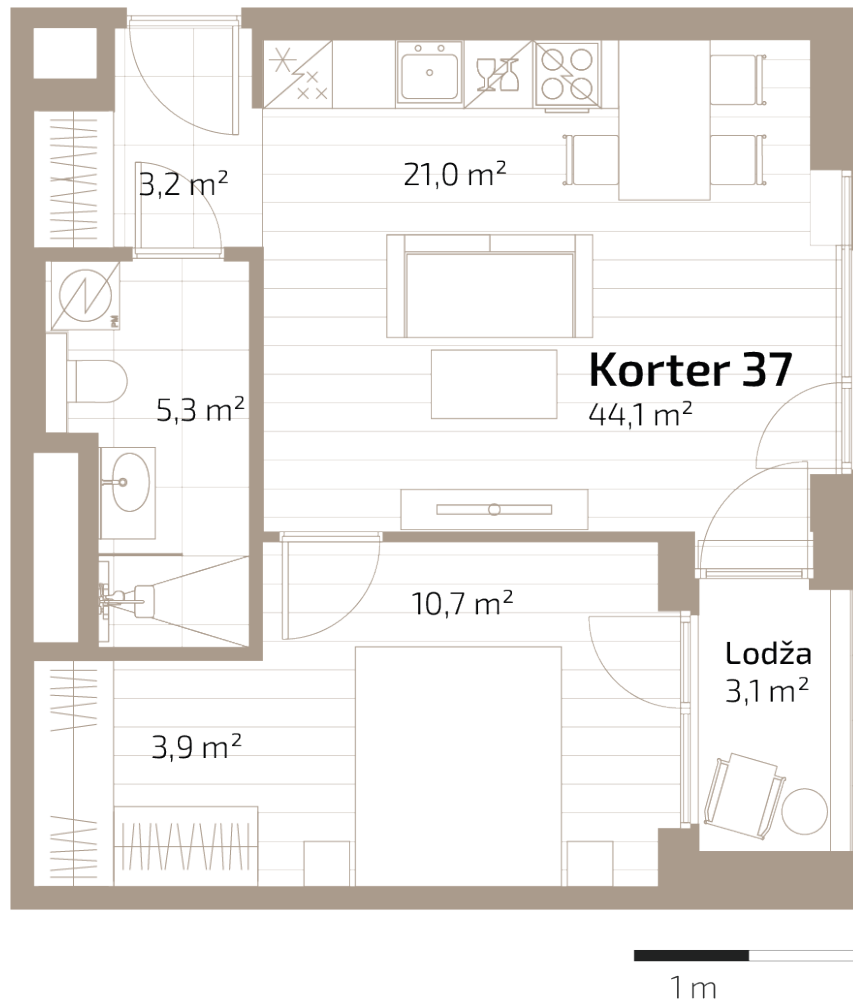 3,2 m²
21,0 m²
PM
Korter 37
44,1 m²
5,3 m²
10,7 m²
Lodža
3,1 m²
3,9 m²
1 m